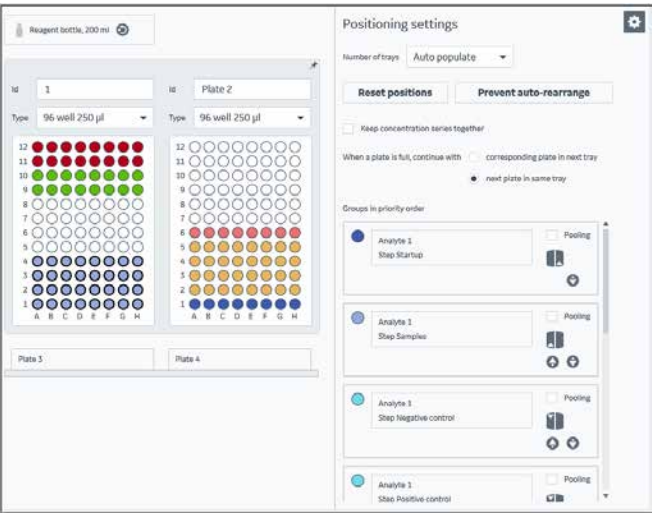 Reagent bottle, 200 ml
Id 1 Id Plate 2
Type 96 well 250 µl Type 96 well 250 µl
12 12
11 11
10 10
9 9
8 8
7 7
6 6
5 5
4 4
3 3
2 2
1 1
A B C D E F G H A B C D E F G H
Plate 3 Plate 4
Positioning settings
Number of trays Auto populate
Reset positions Prevent auto-rearrange
Keep concentration series together
When a plate is full, continue with corresponding plate in next tray
next plate in same tray
Groups in priority order
Analyte 1 Pooling
Step Startup
Analyte 1 Pooling
Step Samples
Analyte 1 Pooling
Step Negative control
Analyte 1 Pooling
Step Positive control